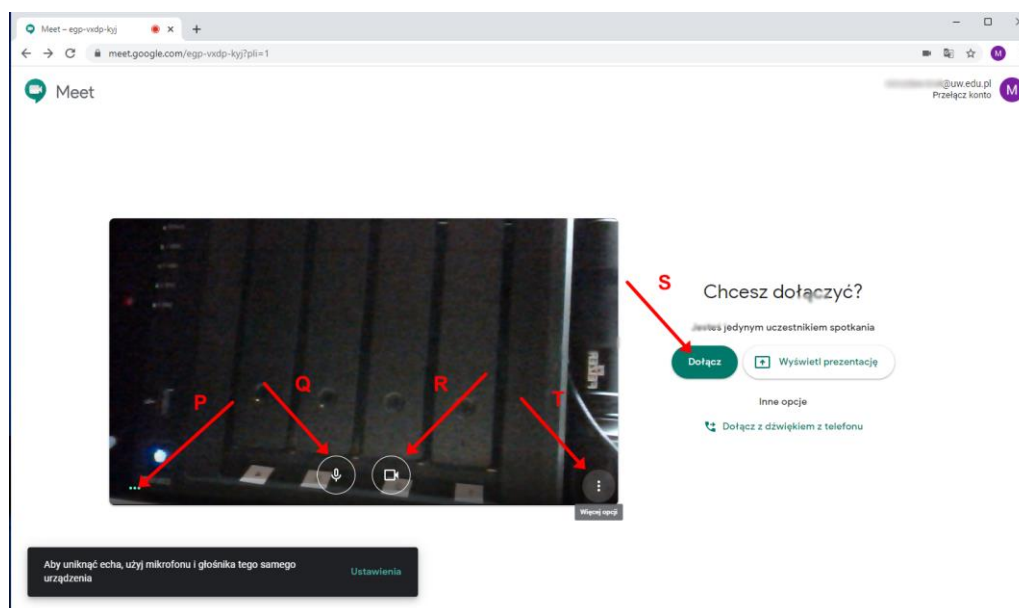 Meet – egp-vxdp-kyj
meet.google.com/egp-vxdp-kyj?pli=1
M
Meet
@uw.edu.pl
Przełącz konto
M
S
Chcesz dołączyć?
Jesteś jedynym uczestnikiem spotkania
Dołącz
Wyświetl prezentację
Inne opcje
Dołącz z dźwiękiem z telefonu
P
Q
R
T
Więcej opcji
Aby uniknąć echa, użyj mikrofonu i głośnika tego samego
urządzenia
Ustawienia